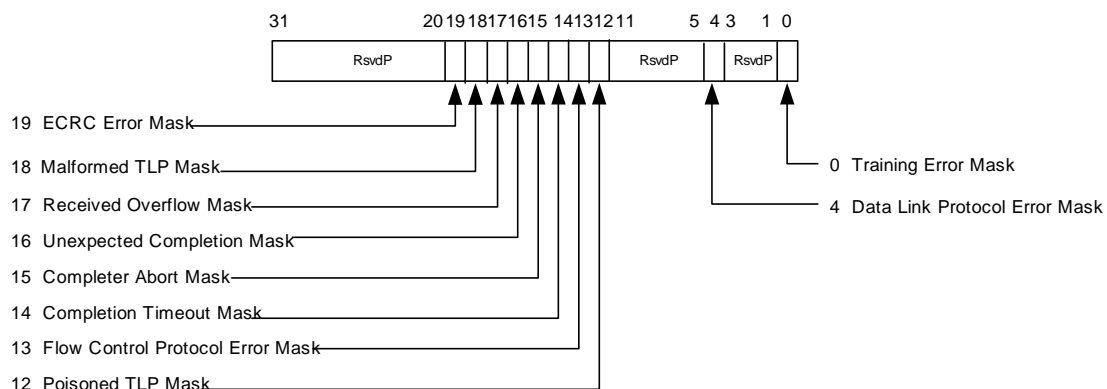 31 20 19 18 17 16 15 14 13 12 11 5 4 3 1 0
RsvdP RsvdP RsvdP
19 ECRC Error Mask
18 Malformed TLP Mask
0 Training Error Mask
17 Received Overflow Mask
4 Data Link Protocol Error Mask
16 Unexpected Completion Mask
15 Completer Abort Mask
14 Completion Timeout Mask
13 Flow Control Protocol Error Mask
12 Poisoned TLP Mask